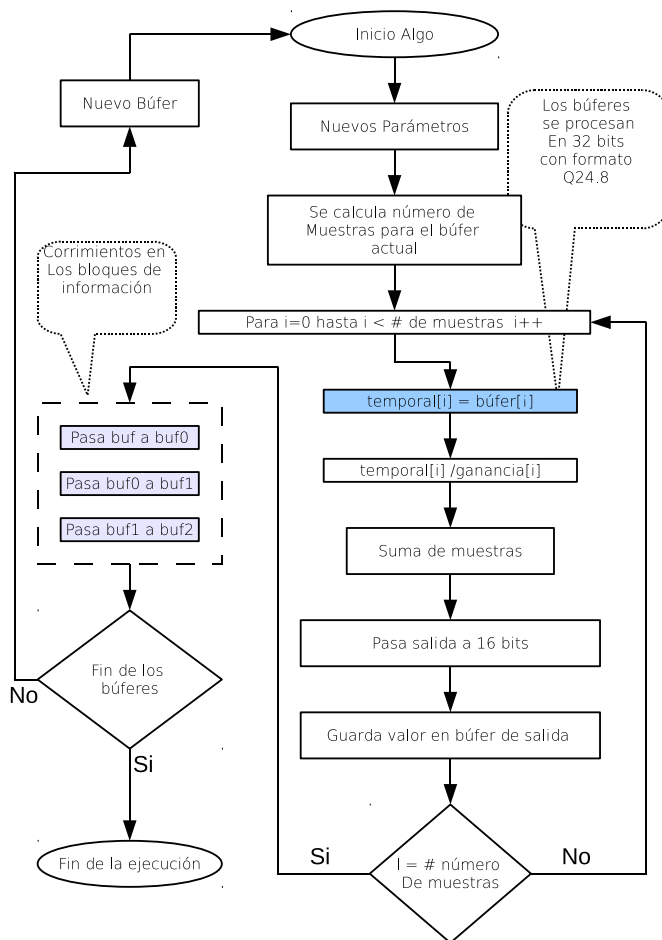 Inicio Algo
Nuevo Búfer
Nuevos Parámetros
Los búferes
se procesan
En 32 bits
con formato
Q24.8
Se calcula número de
Muestras para el búfer
actual
Corrimientos en
Los bloques de
información
Para i=0 hasta i < # de muestras i++
temporal[i] = búfer[i]
Pasa buf a buf0
temporal[i] /ganancia[i]
Pasa buf0 a buf1
Pasa buf1 a buf2
Suma de muestras
Pasa salida a 16 bits
Fin de los
búferes
No
Guarda valor en búfer de salida
Si
Fin de la ejecución
Si
I = # número
De muestras
No